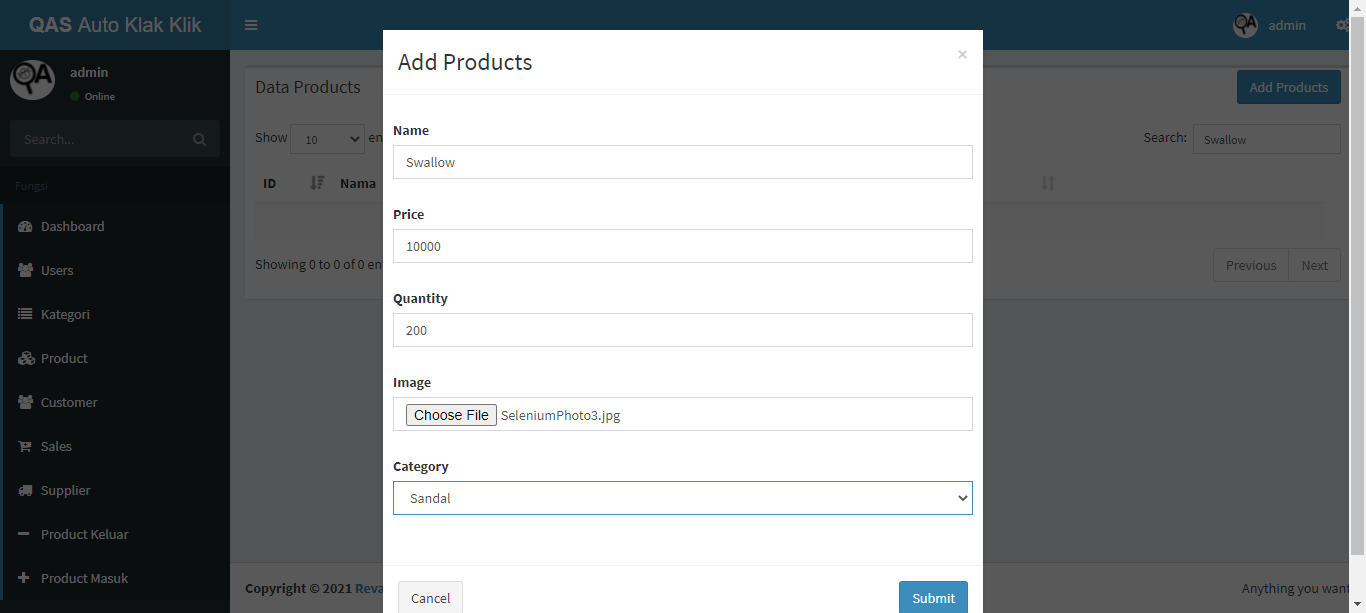 QAS Auto Klak Klik
admin
admin
Online
Search...
Fungsi
Dashboard
Users
Kategori
Product
Customer
Sales
Supplier
Product Keluar
Product Masuk
Data Products
Add Products
Show 10 en
Search: Swallow
ID Nama
Showing 0 to 0 of 0 en
Previous Next
Add Products
×
Name
Swallow
Price
10000
Quantity
200
Image
Choose File SeleniumPhoto3.jpg
Category
Sandal
Cancel Submit
Copyright © 2021 Reva
Anything you want